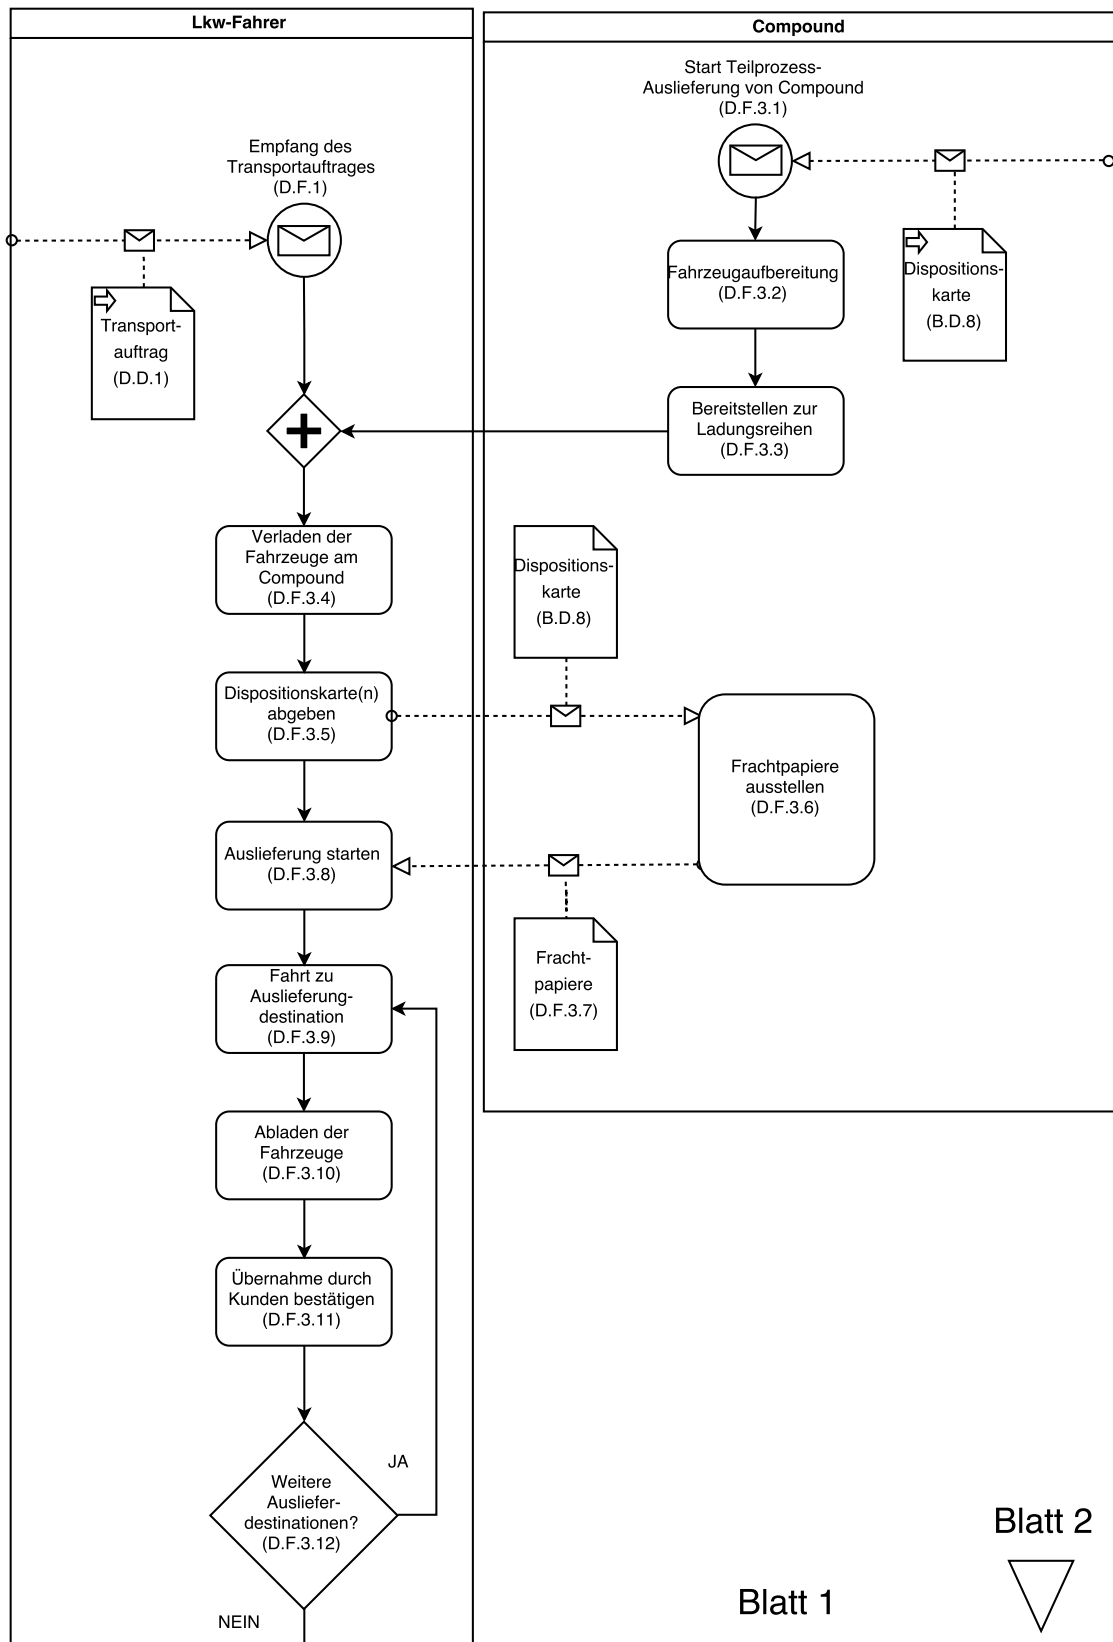 Lkw-Fahrer
Compound
Start Teilprozess-
Auslieferung von Compound
(D.F.3.1)
Empfang des
Transportauftrages
(D.F.1)
Transport-
auftrag
(D.D.1)
Fahrzeugaufbereitung
(D.F.3.2)
Dispositions-
karte
(B.D.8)
Bereitstellen zur
Ladungsreihen
(D.F.3.3)
Verladen der
Fahrzeuge am
Compound
(D.F.3.4)
Dispositions-
karte
(B.D.8)
Dispositionskarte(n)
abgeben
(D.F.3.5)
Frachtpapiere
ausstellen
(D.F.3.6)
Auslieferung starten
(D.F.3.8)
Fracht-
papiere
(D.F.3.7)
Fahrt zu
Auslieferung-
destination
(D.F.3.9)
Abladen der
Fahrzeuge
(D.F.3.10)
Übernahme durch
Kunden bestätigen
(D.F.3.11)
JA
Weitere
Ausliefer-
destinationen?
(D.F.3.12)
NEIN
Blatt 2
Blatt 1